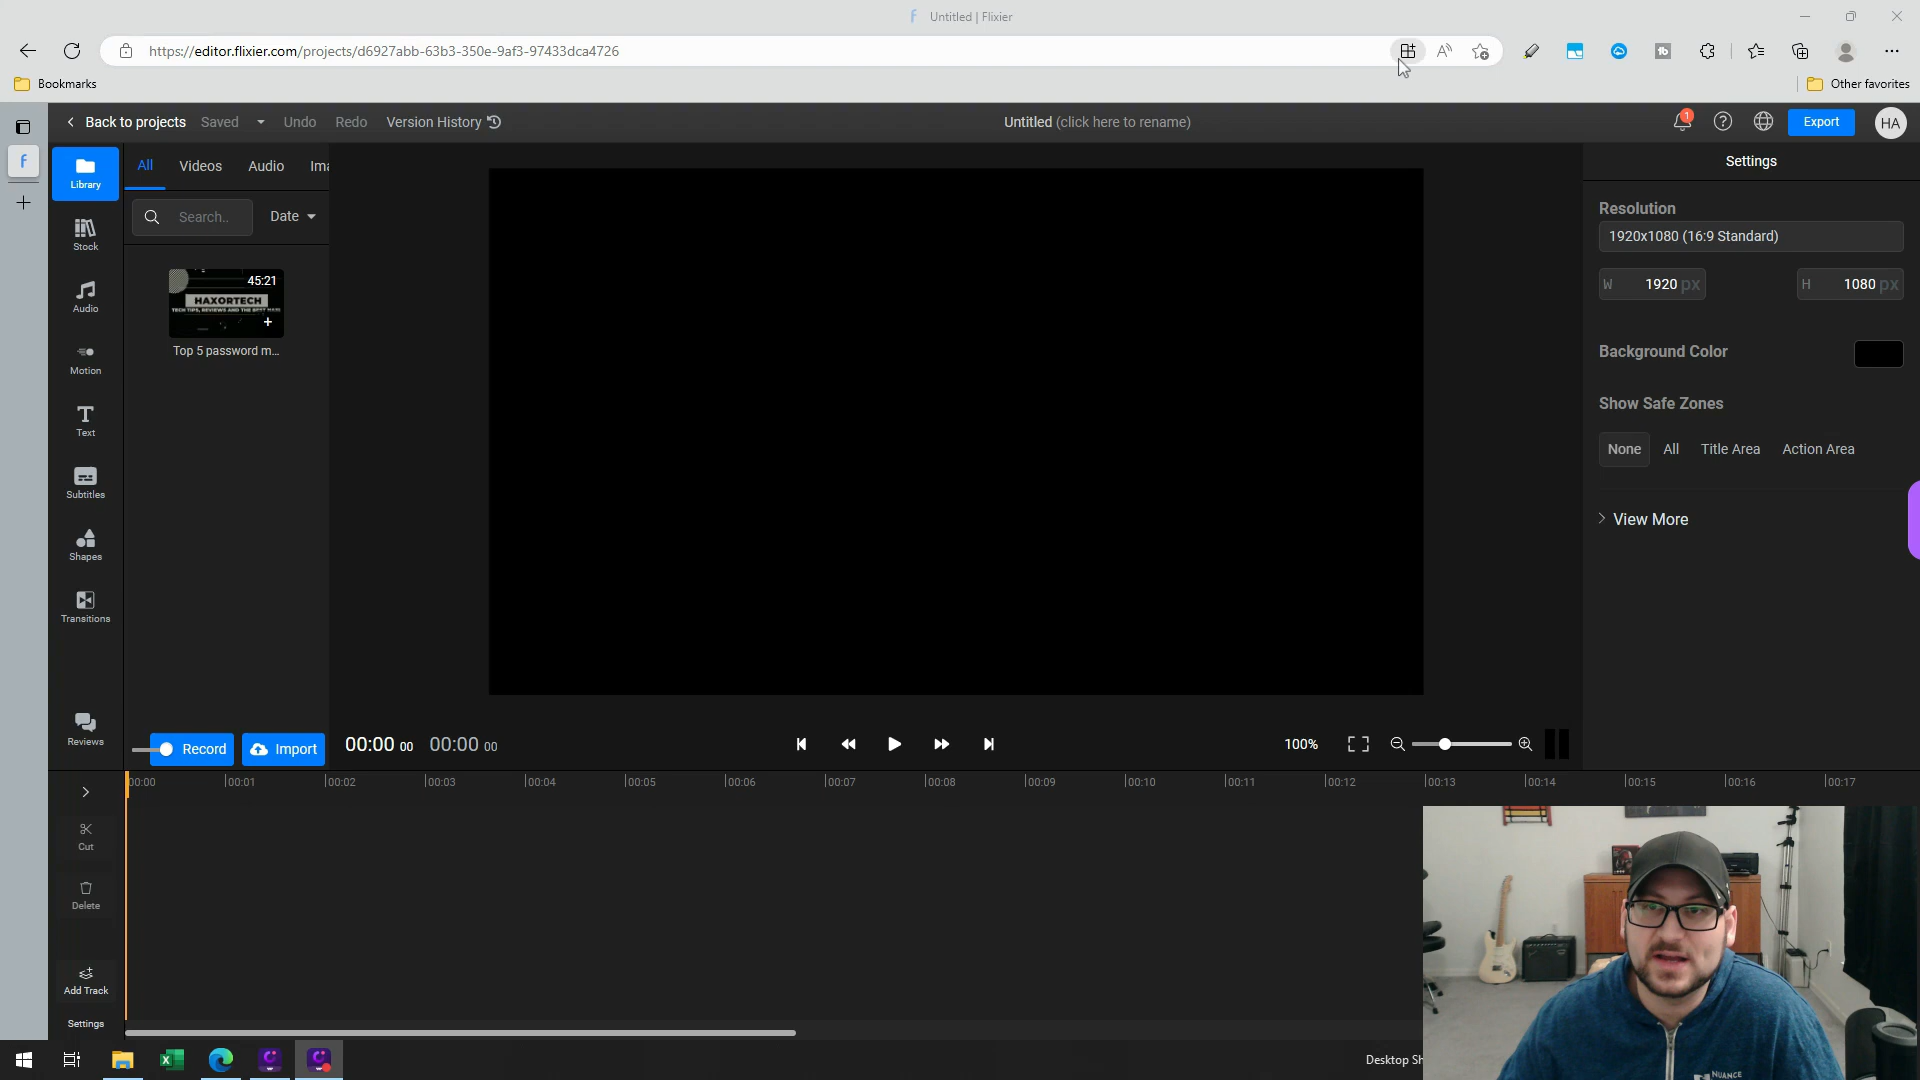 Untitled | Flixier
https://editor.flixier.com/projects/d6927abb-63b3-350e-9af3-97433dca4726
Bookmarks
Other favorites
Back to projects Saved Undo Redo Version History
Untitled (click here to rename)
1
Export
HA
Library
Stock
Audio
Motion
Text
Subtitles
Shapes
Transitions
Reviews
All Videos Audio Ima
Search..
Date
45:21
HAXORTECH
Top 5 password m...
Record
Import
00:00 00 00:00 00
100%
Settings
Resolution
1920x1080 (16:9 Standard)
W 1920 px
H 1080 px
Background Color
Show Safe Zones
None All Title Area Action Area
View More
00:00 00:01 00:02 00:03 00:04 00:05 00:06 00:07 00:08 00:09 00:10 00:11 00:12 00:13 00:14 00:15 00:16 00:17
Cut
Delete
Add Track
Settings
Desktop Sh
NUANCE